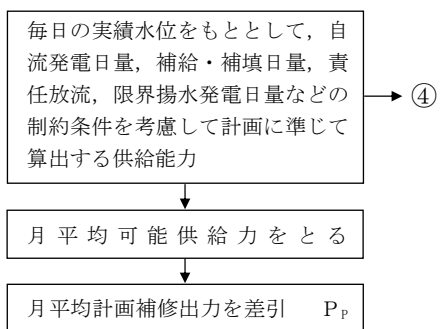 毎日の実績水位をもととして，自
流発電日量，補給・補填日量，責
任放流，限界揚水発電日量などの
制約条件を考慮して計画に準じて
算出する供給能力
④
月平均可能供給力をとる
月平均計画補修出力を差引　Pₚ